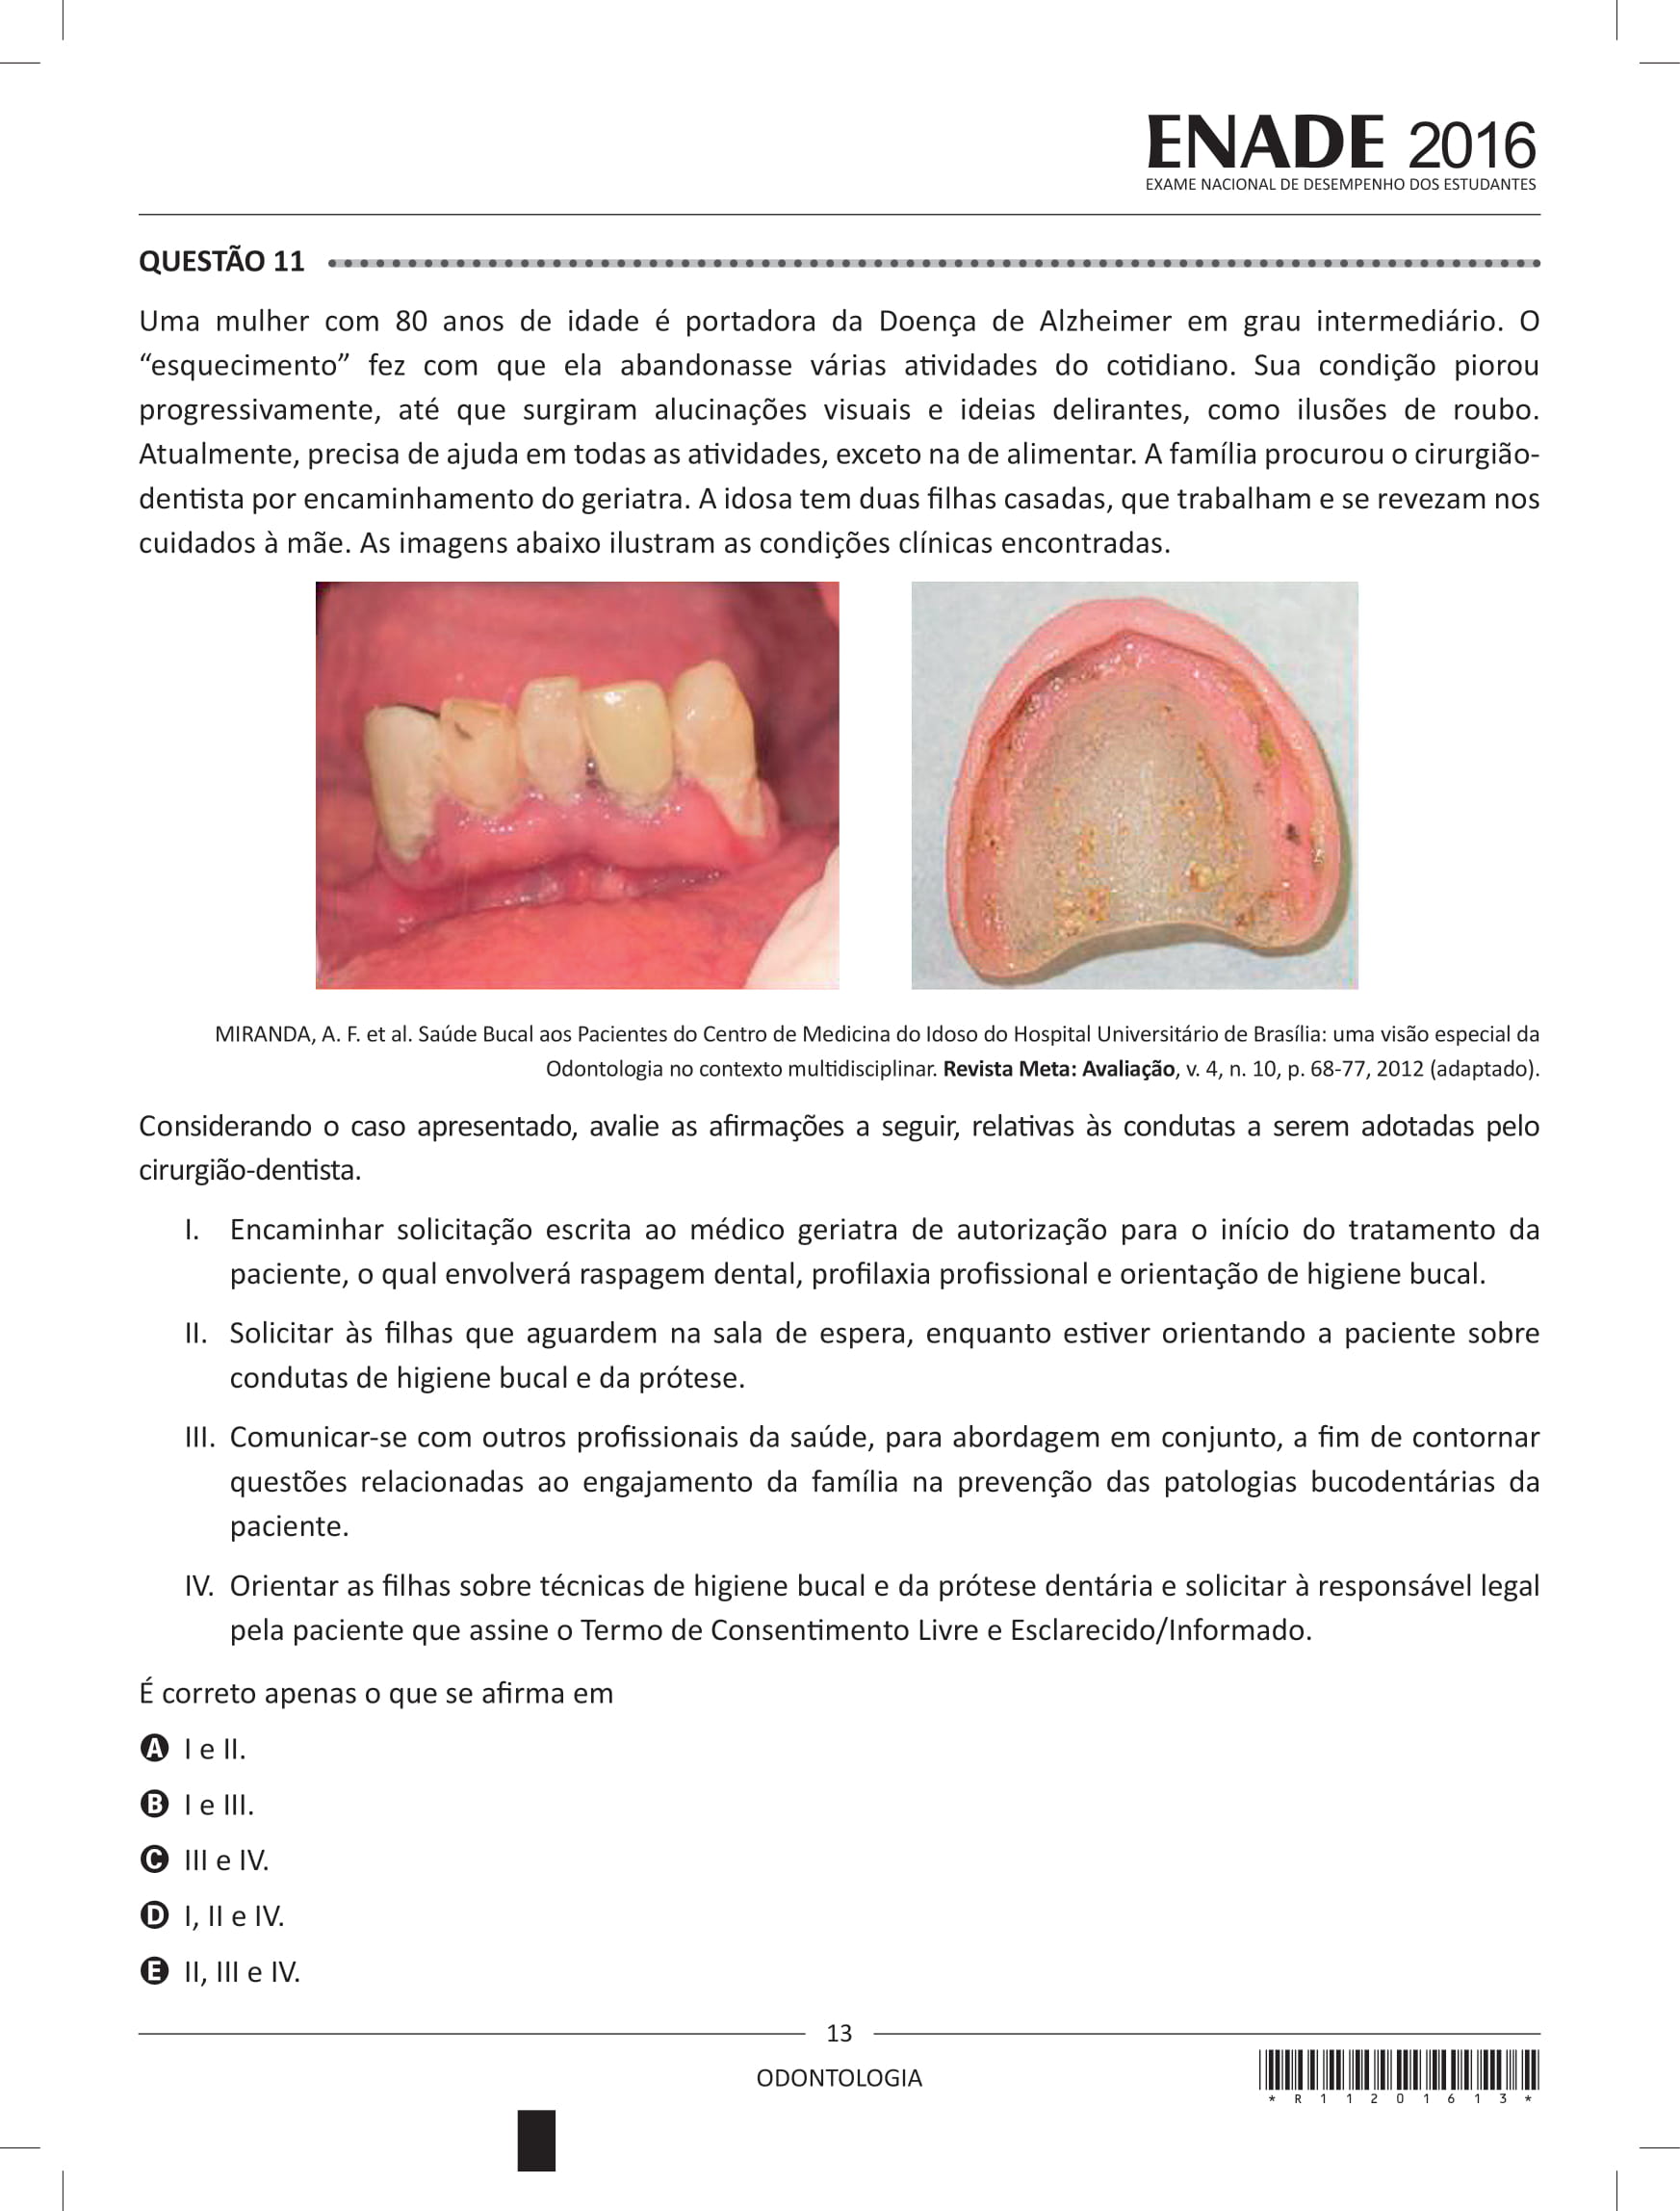 ENADE 2016
EXAME NACIONAL DE DESEMPENHO DOS ESTUDANTES
QUESTÃO 11
Uma mulher com 80 anos de idade é portadora da Doença de Alzheimer em grau intermediário. O
“esquecimento” fez com que ela abandonasse várias atividades do cotidiano. Sua condição piorou
progressivamente, até que surgiram alucinações visuais e ideias delirantes, como ilusões de roubo.
Atualmente, precisa de ajuda em todas as atividades, exceto na de alimentar. A família procurou o cirurgião-
dentista por encaminhamento do geriatra. A idosa tem duas filhas casadas, que trabalham e se revezam nos
cuidados à mãe. As imagens abaixo ilustram as condições clínicas encontradas.
MIRANDA, A. F. et al. Saúde Bucal aos Pacientes do Centro de Medicina do Idoso do Hospital Universitário de Brasília: uma visão especial da
Odontologia no contexto multidisciplinar. Revista Meta: Avaliação, v. 4, n. 10, p. 68-77, 2012 (adaptado).
Considerando o caso apresentado, avalie as afirmações a seguir, relativas às condutas a serem adotadas pelo
cirurgião-dentista.
I. Encaminhar solicitação escrita ao médico geriatra de autorização para o início do tratamento da
paciente, o qual envolverá raspagem dental, profilaxia profissional e orientação de higiene bucal.
II. Solicitar às filhas que aguardem na sala de espera, enquanto estiver orientando a paciente sobre
condutas de higiene bucal e da prótese.
III. Comunicar-se com outros profissionais da saúde, para abordagem em conjunto, a fim de contornar
questões relacionadas ao engajamento da família na prevenção das patologias bucodentárias da
paciente.
IV. Orientar as filhas sobre técnicas de higiene bucal e da prótese dentária e solicitar à responsável legal
pela paciente que assine o Termo de Consentimento Livre e Esclarecido/Informado.
É correto apenas o que se afirma em
A I e II.
B I e III.
C III e IV.
D I, II e IV.
E II, III e IV.
13
ODONTOLOGIA
* R 1 1 2 0 1 6 1 3 *